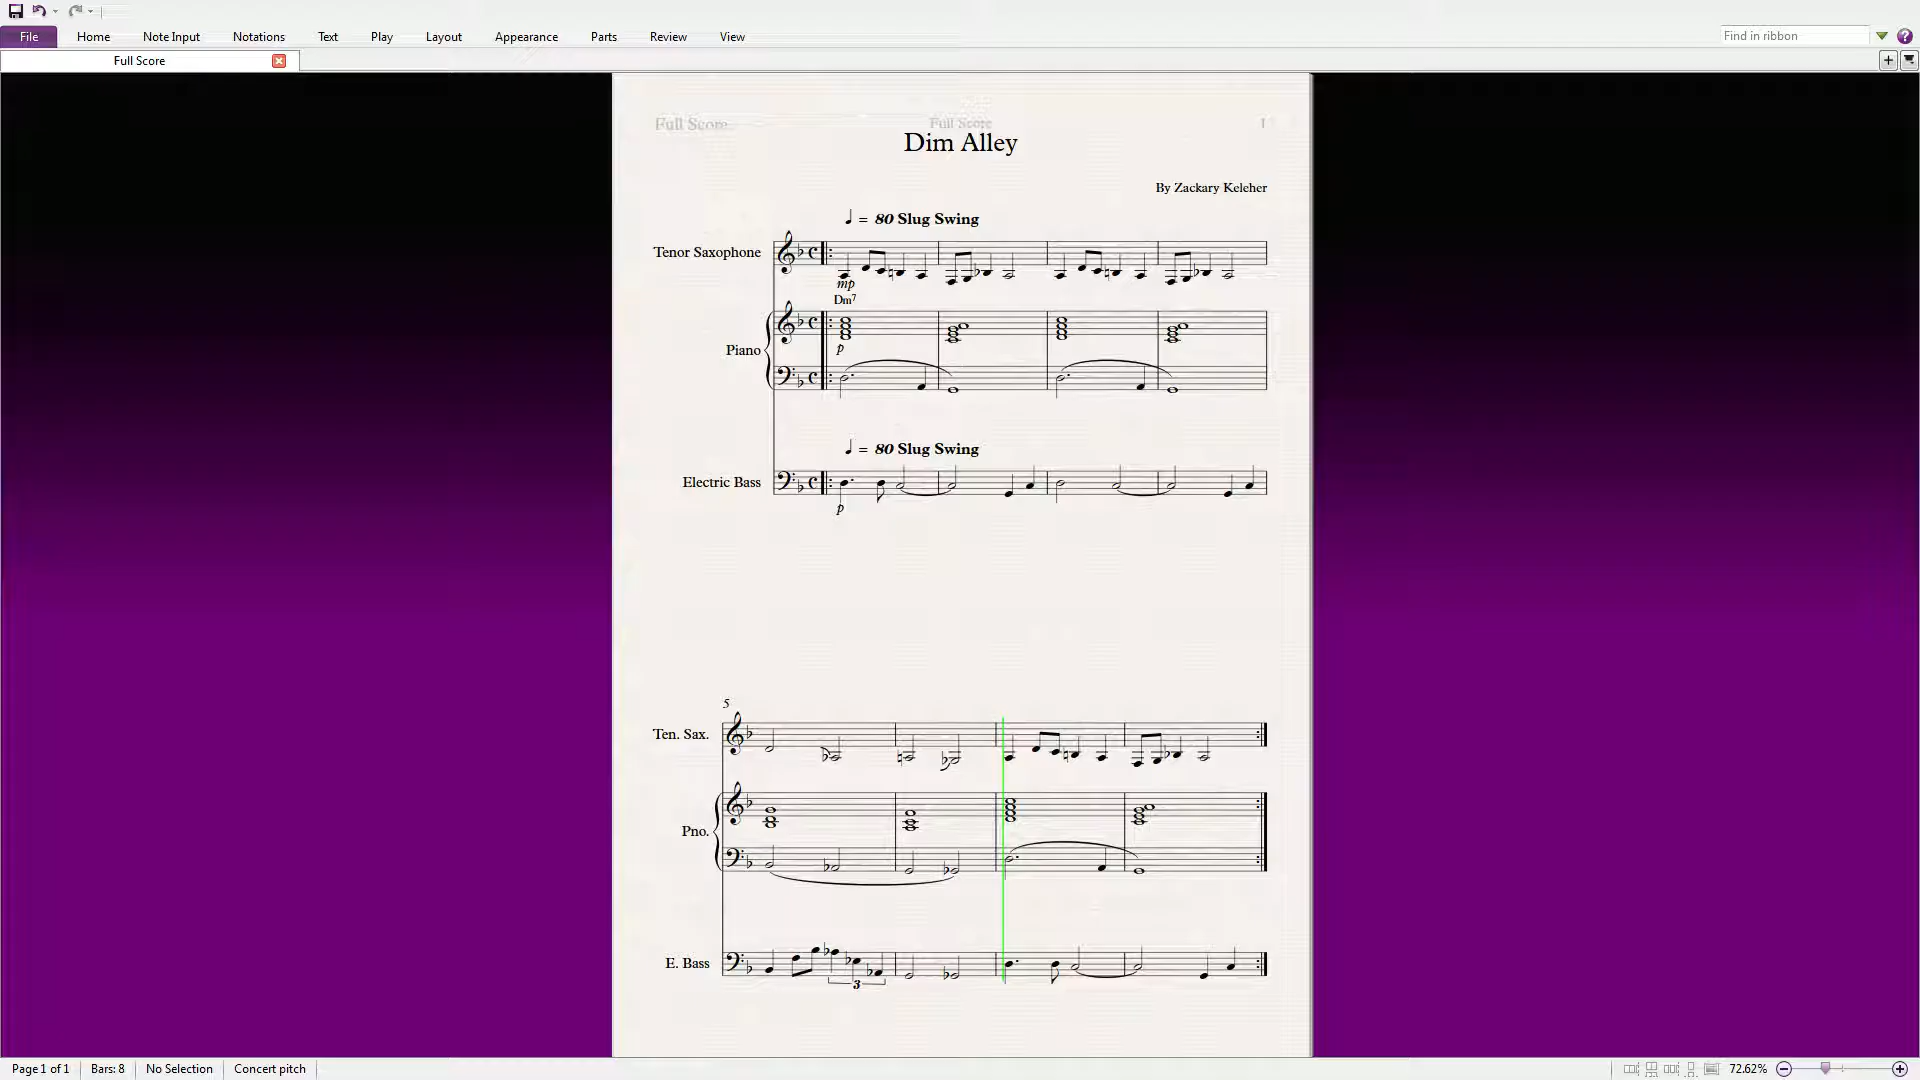 File Home Note Input Notations Text Play Layout Appearance Parts Review View Find in ribbon
Full Score
Full Score Full Score 1
Dim Alley
By Zackary Keleher
= 80 Slug Swing
Tenor Saxophone
mp
Dm7
Piano
p
= 80 Slug Swing
Electric Bass
p
5
Ten. Sax.
Pno.
E. Bass
3
Page 1 of 1 Bars: 8 No Selection Concert pitch 72.62%